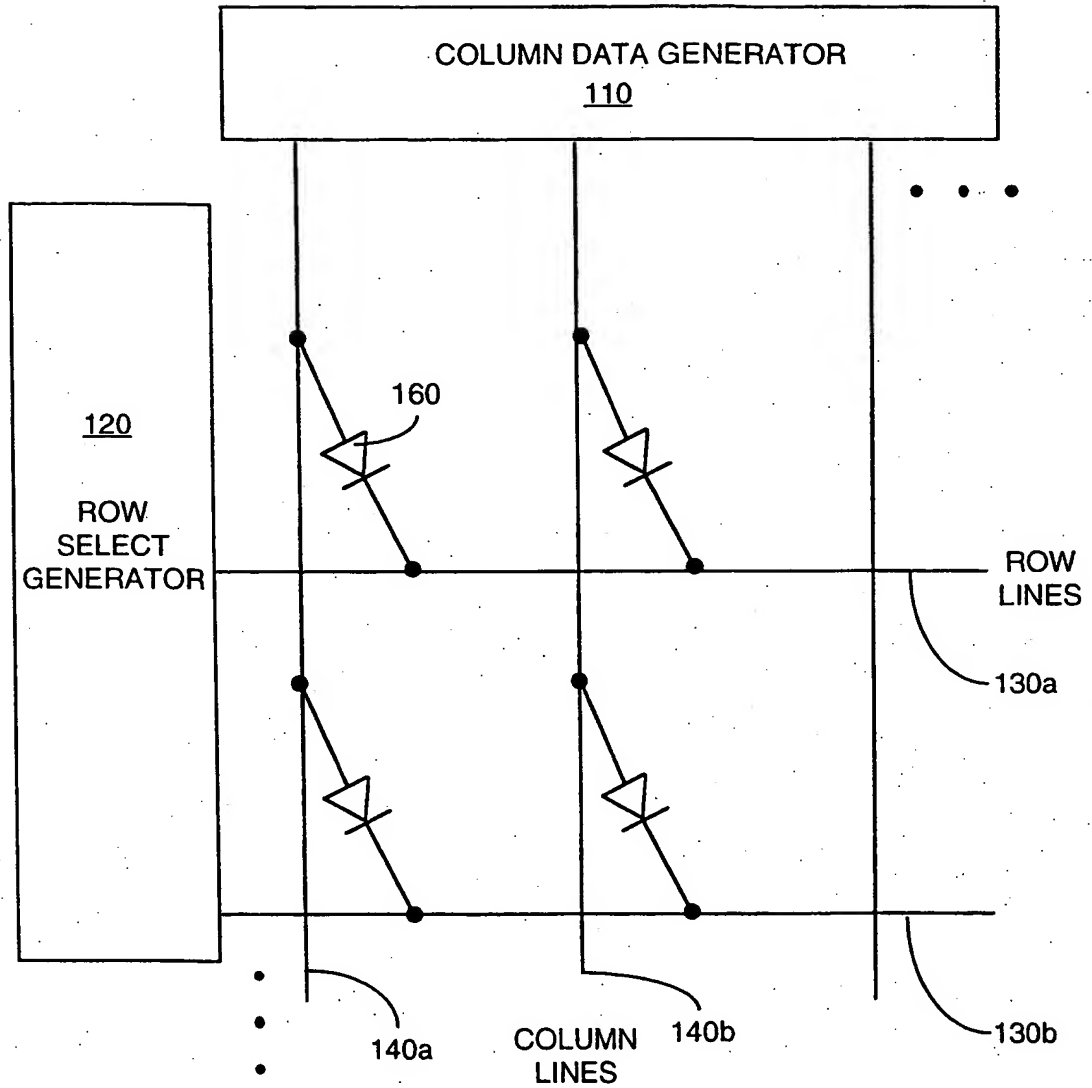 COLUMN DATA GENERATOR
110
160
120
ROW
SELECT
GENERATOR
ROW
LINES
130a
140a
COLUMN
LINES
140b
130b